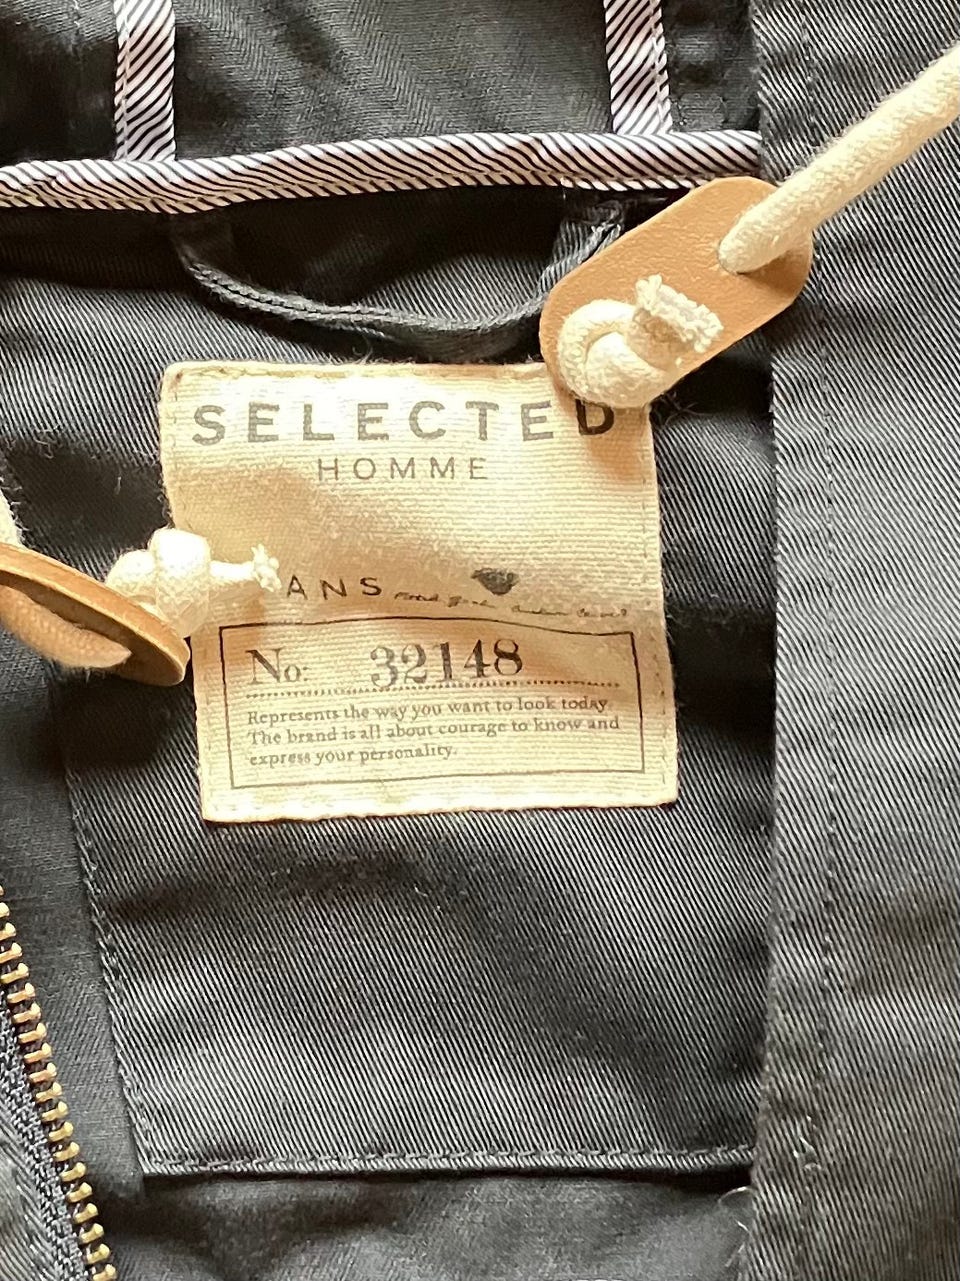 SELECTED
HOMME
ANS
No: 32148
Represents the way you want to look today.
The brand is all about courage to know and
express your personality.